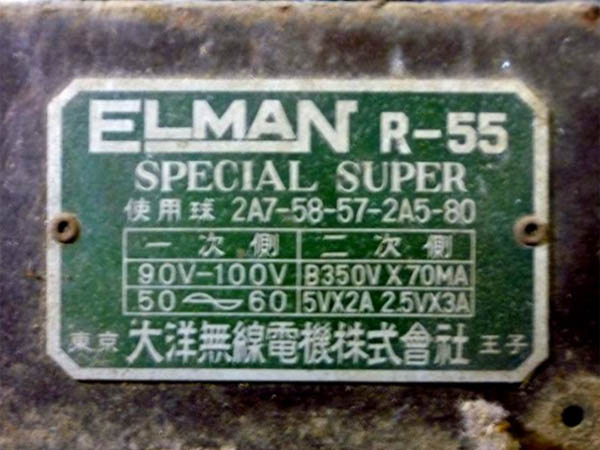 ELMAN R-55
SPECIAL SUPER
使用球 2A7-58-57-2A5-80
一次側 二次側
90V-100V B350V X 70MA
50～60 5VX2A 2.5VX3A
東京 大洋無線電機株式會社 王子